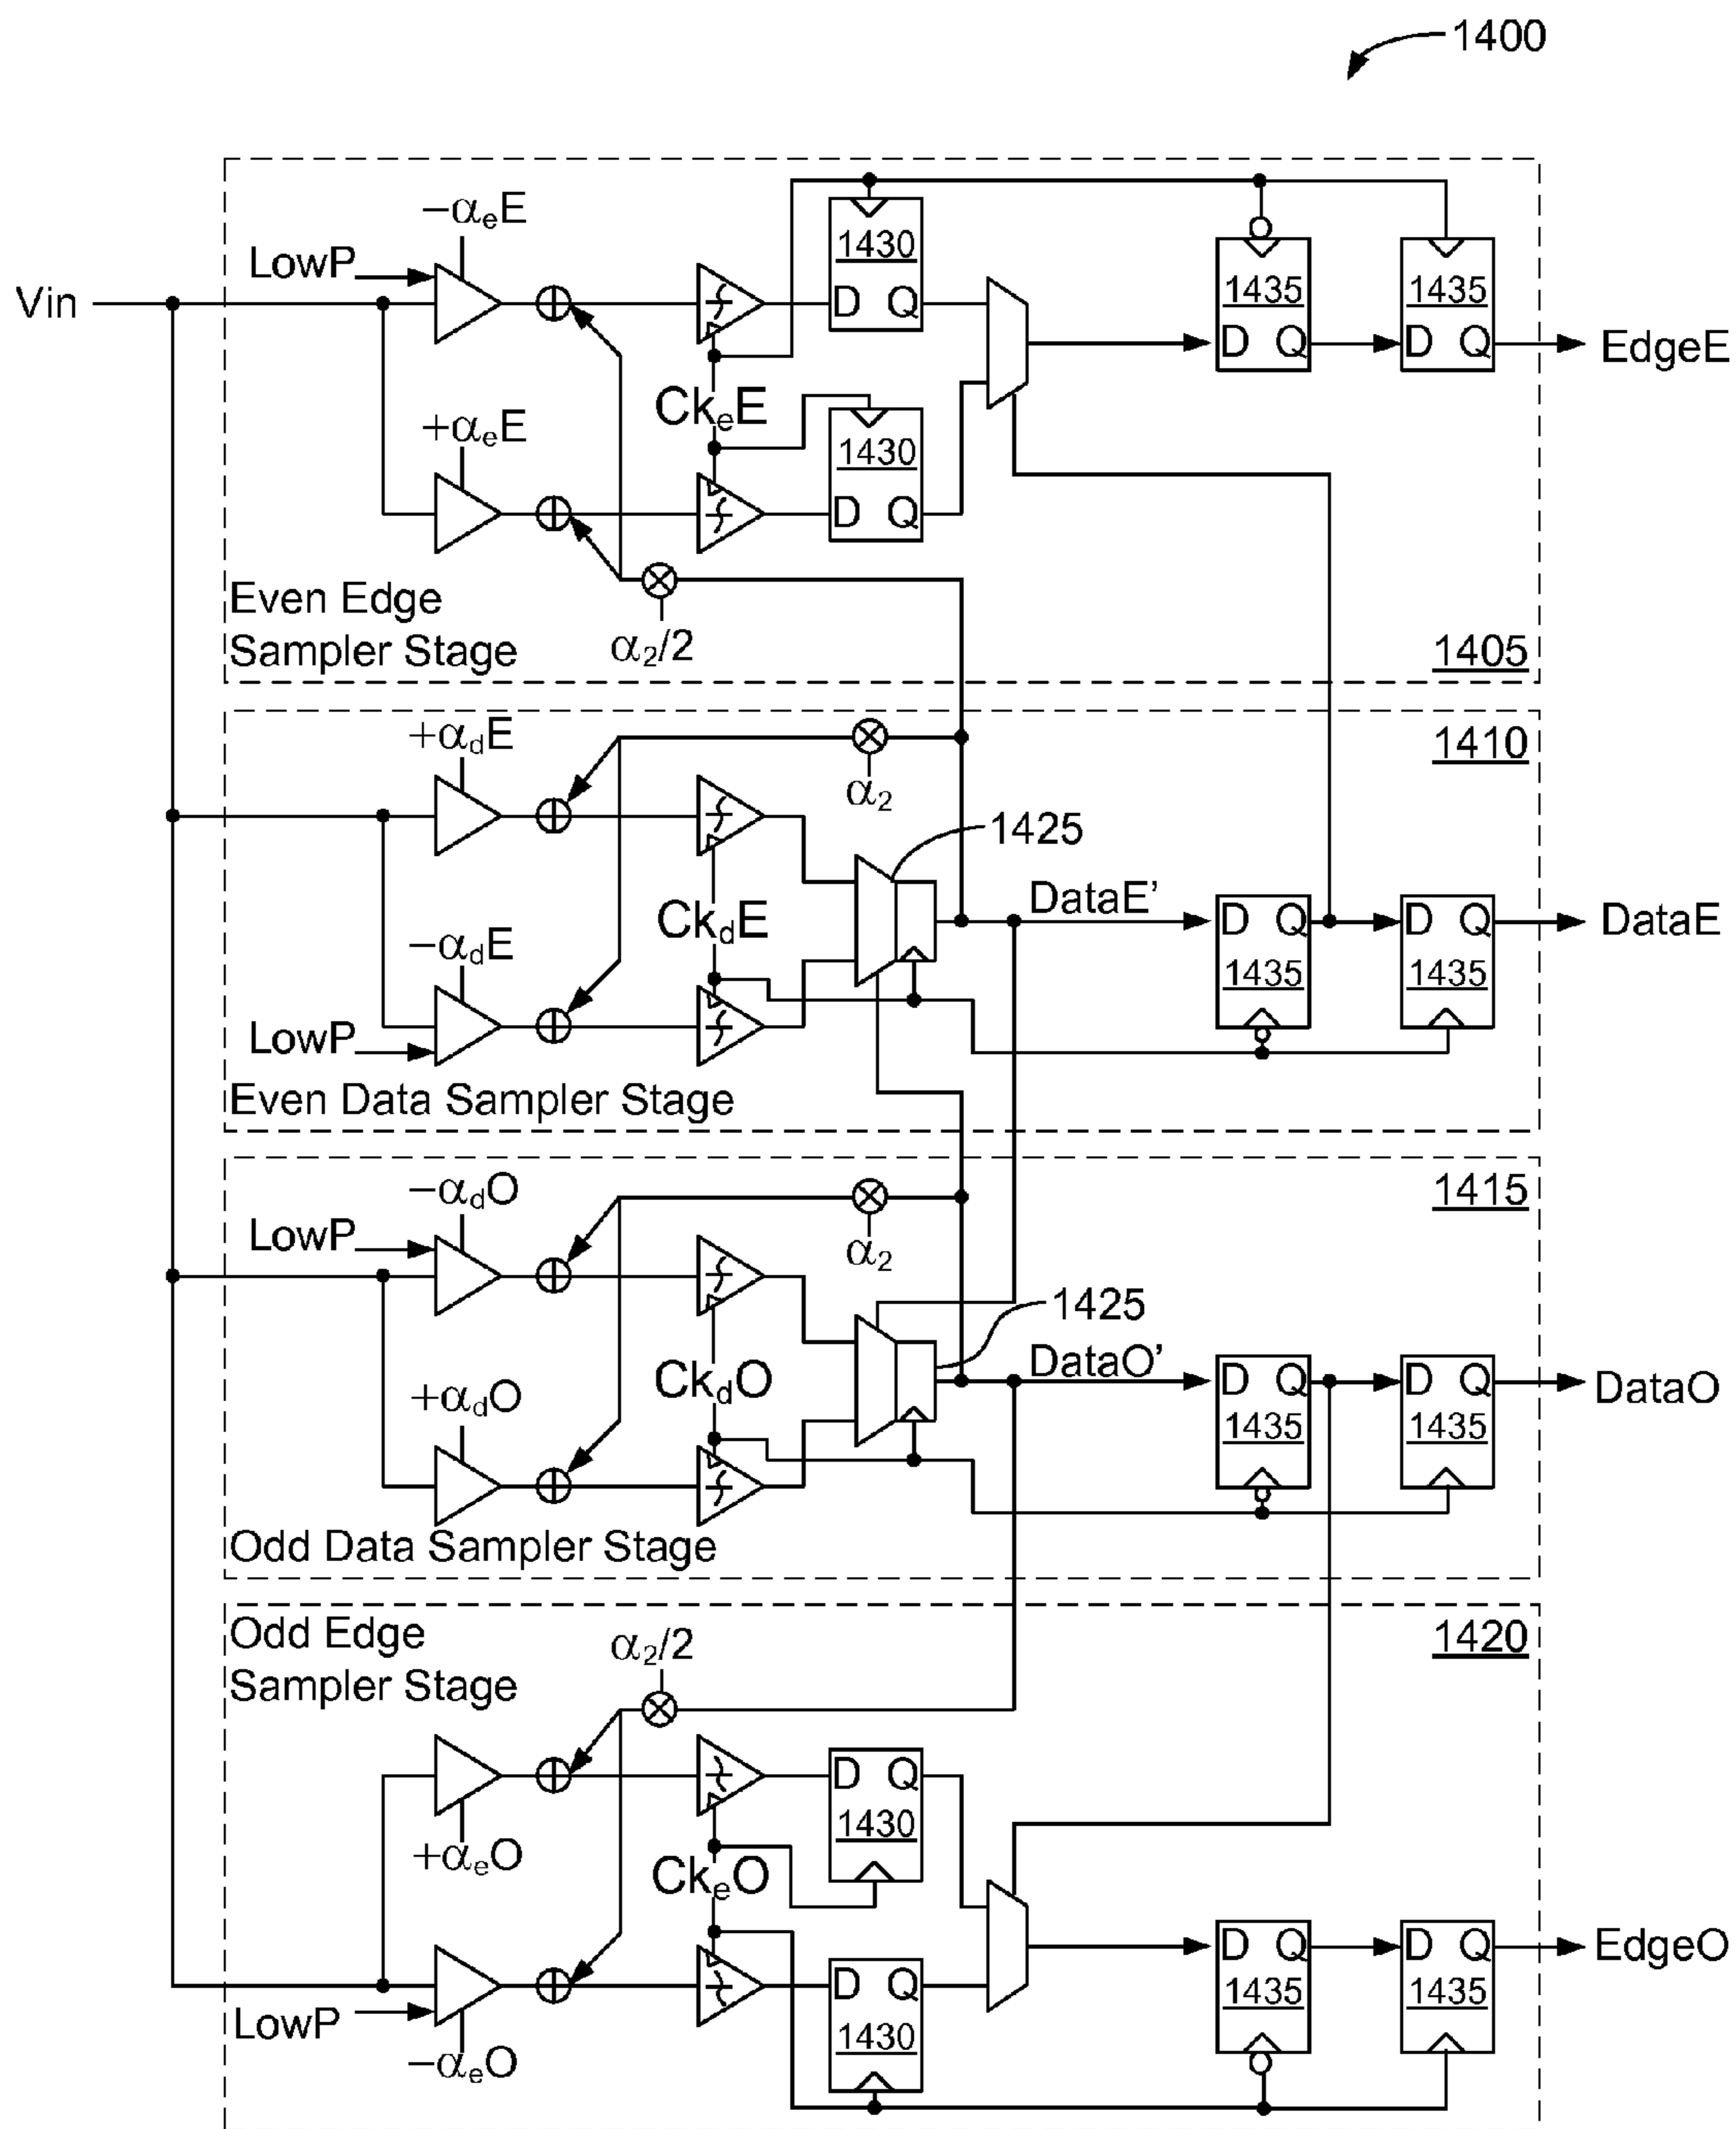 1400
−αeE
LowP
1430
D Q
1435
D Q
1435
D Q
Vin
EdgeE
CkeE
+αeE
1430
D Q
Even Edge
Sampler Stage
α2/2
1405
+αdE
α2
1410
1425
CkdE
DataE’
D Q
1435
D Q
1435
DataE
−αdE
LowP
Even Data Sampler Stage
−αdO
LowP
α2
1415
1425
CkdO
DataO’
D Q
1435
D Q
1435
DataO
+αdO
Odd Data Sampler Stage
Odd Edge
Sampler Stage
α2/2
1420
D Q
1430
+αeO
CkeO
D Q
1435
D Q
1435
EdgeO
D Q
1430
LowP
−αeO